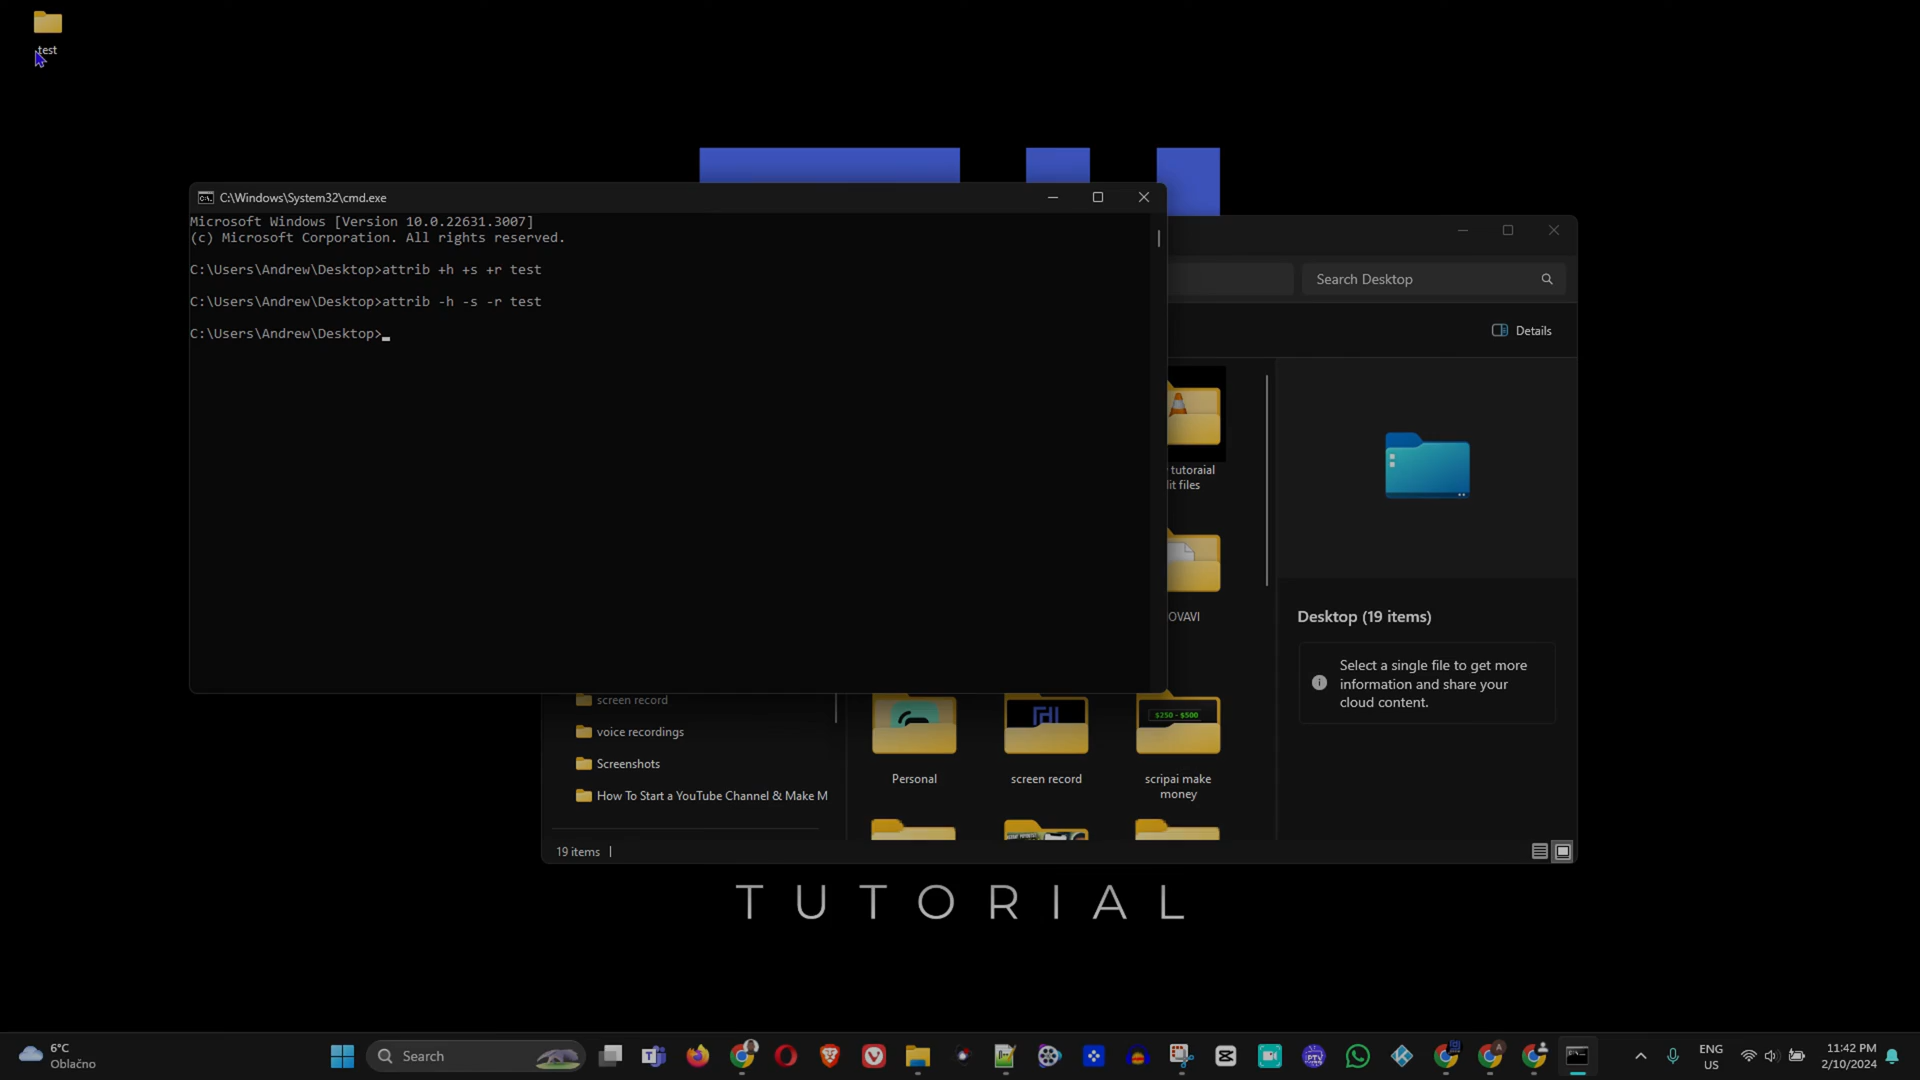 test
C:\Windows\System32\cmd.exe
Microsoft Windows [Version 10.0.22631.3007]
(c) Microsoft Corporation. All rights reserved.
C:\Users\Andrew\Desktop>attrib +h +s +r test
C:\Users\Andrew\Desktop>attrib -h -s -r test
C:\Users\Andrew\Desktop>
Search Desktop
Details
tutoraial
it files
OVAVI
Desktop (19 items)
Select a single file to get more
information and share your
cloud content.
screen record
voice recordings
Screenshots
How To Start a YouTube Channel & Make M
$250 - $500
Personal
screen record
scripai make
money
19 items
TUTORIAL
6°C
Oblačno
Search
ENG
US
11:42 PM
2/10/2024